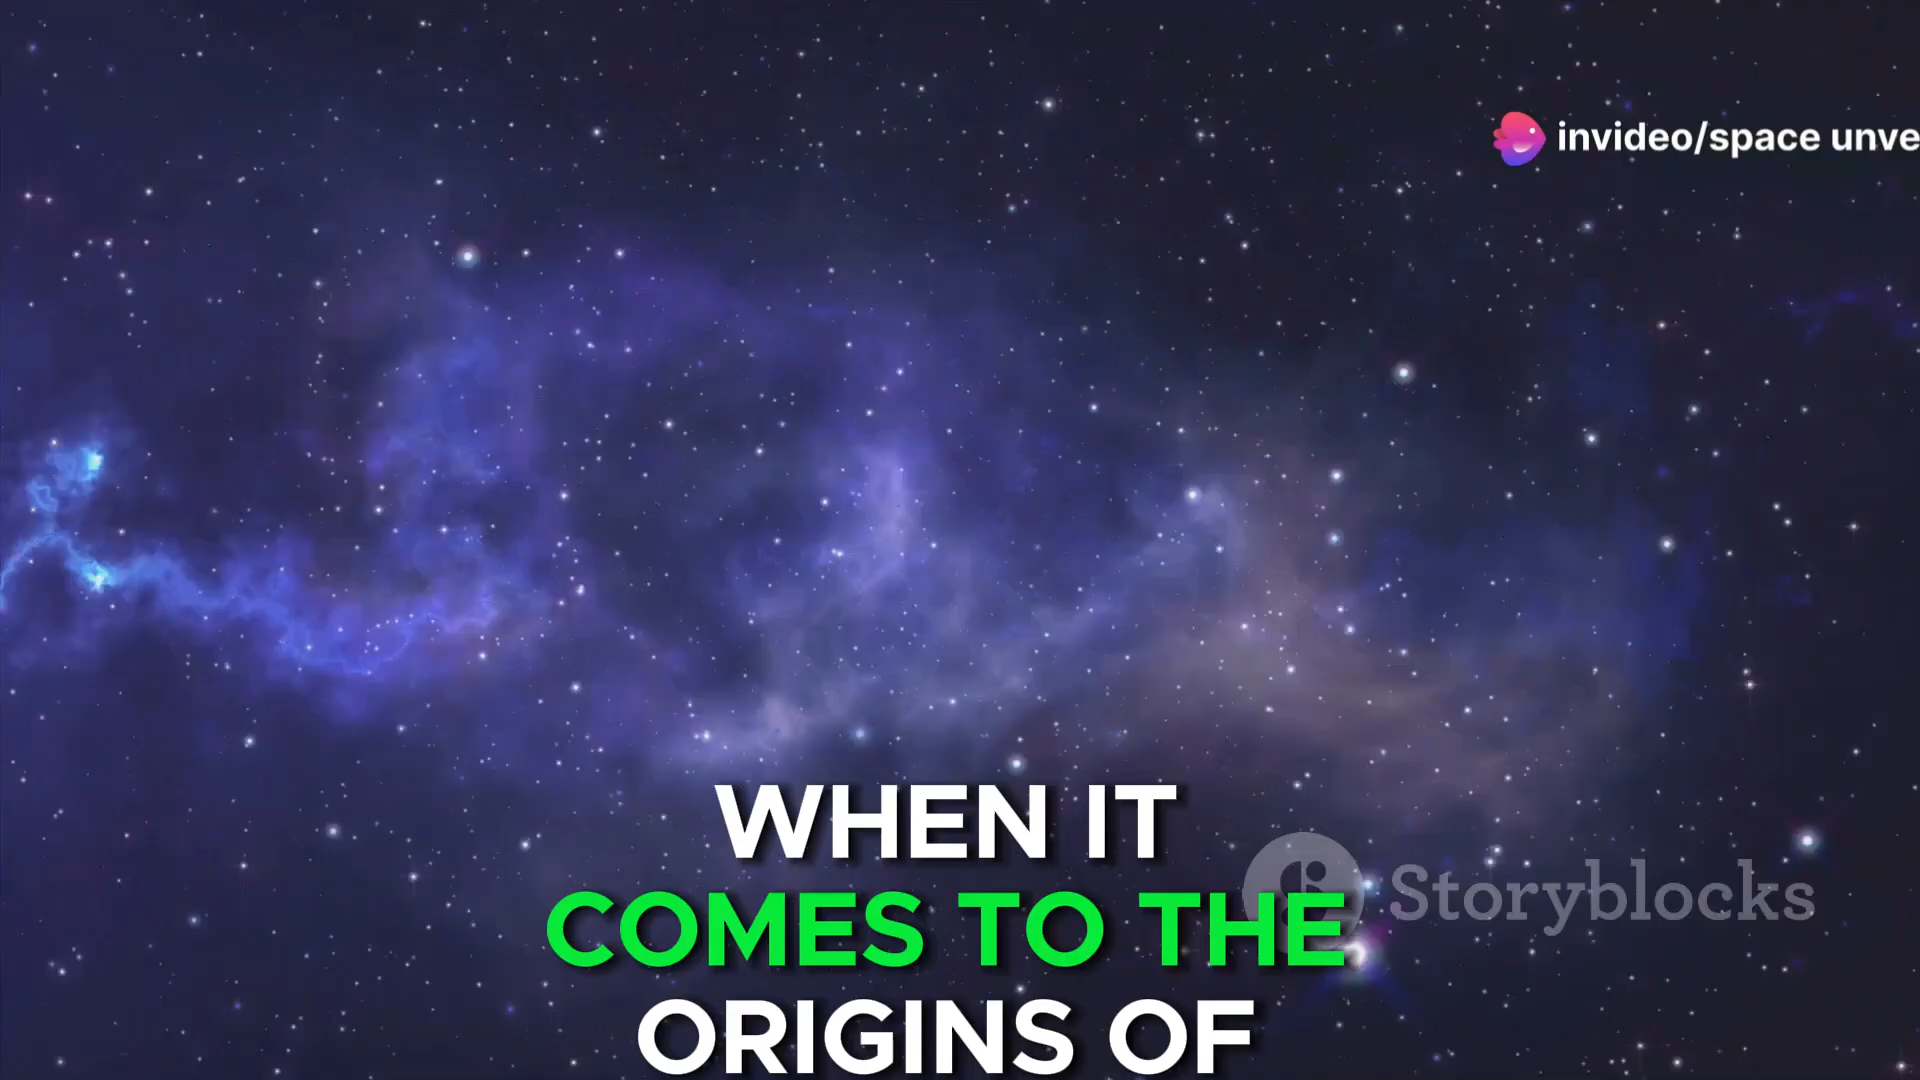 invideo/space unve
WHEN IT
COMES TO THE
Storyblocks
ORIGINS OF